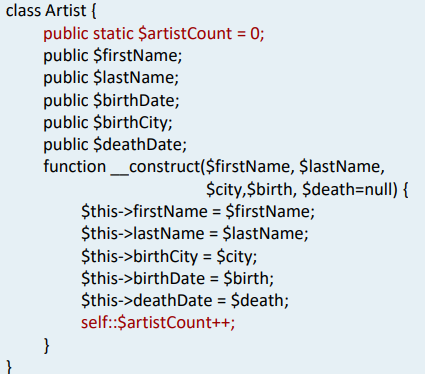 class Artist {
public static $artistCount = 0;
public $firstName;
public $lastName;
public $birthDate;
public $birthCity;
public $deathDate;
function __construct($firstName, $lastName,
$city,$birth, $death=null) {
$this->firstName = $firstName;
$this->lastName = $lastName;
$this->birthCity = $city;
$this->birthDate = $birth;
$this->deathDate = $death;
self::$artistCount++;
}
}